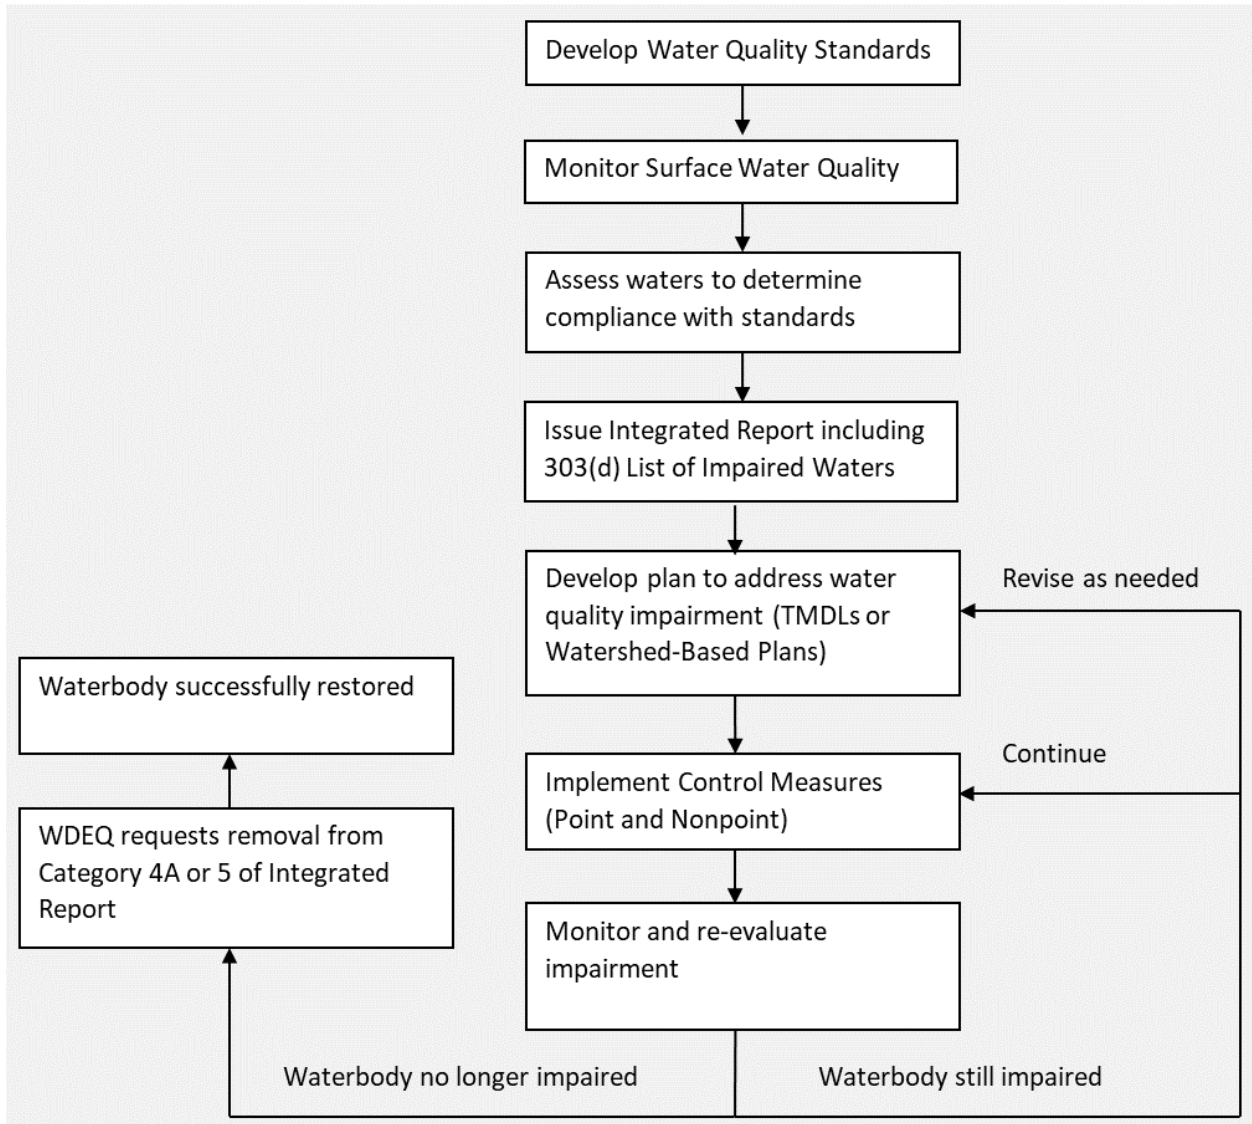 Develop Water Quality Standards
Monitor Surface Water Quality
Assess waters to determine
compliance with standards
Issue Integrated Report including
303(d) List of Impaired Waters
Develop plan to address water
quality impairment (TMDLs or
Watershed-Based Plans)
Revise as needed
Implement Control Measures
(Point and Nonpoint)
Continue
Monitor and re-evaluate
impairment
Waterbody no longer impaired
Waterbody still impaired
WDEQ requests removal from
Category 4A or 5 of Integrated
Report
Waterbody successfully restored